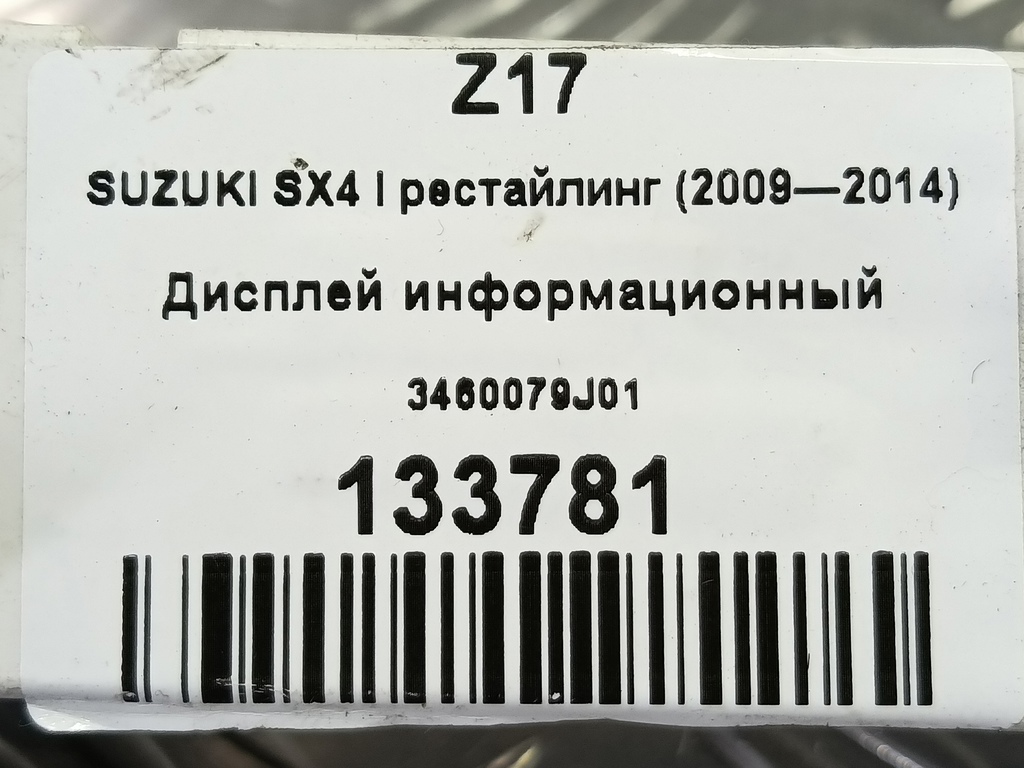 Z17
SUZUKI SX4 I рестайлинг (2009—2014)
Дисплей информационный
3460079J01
133781